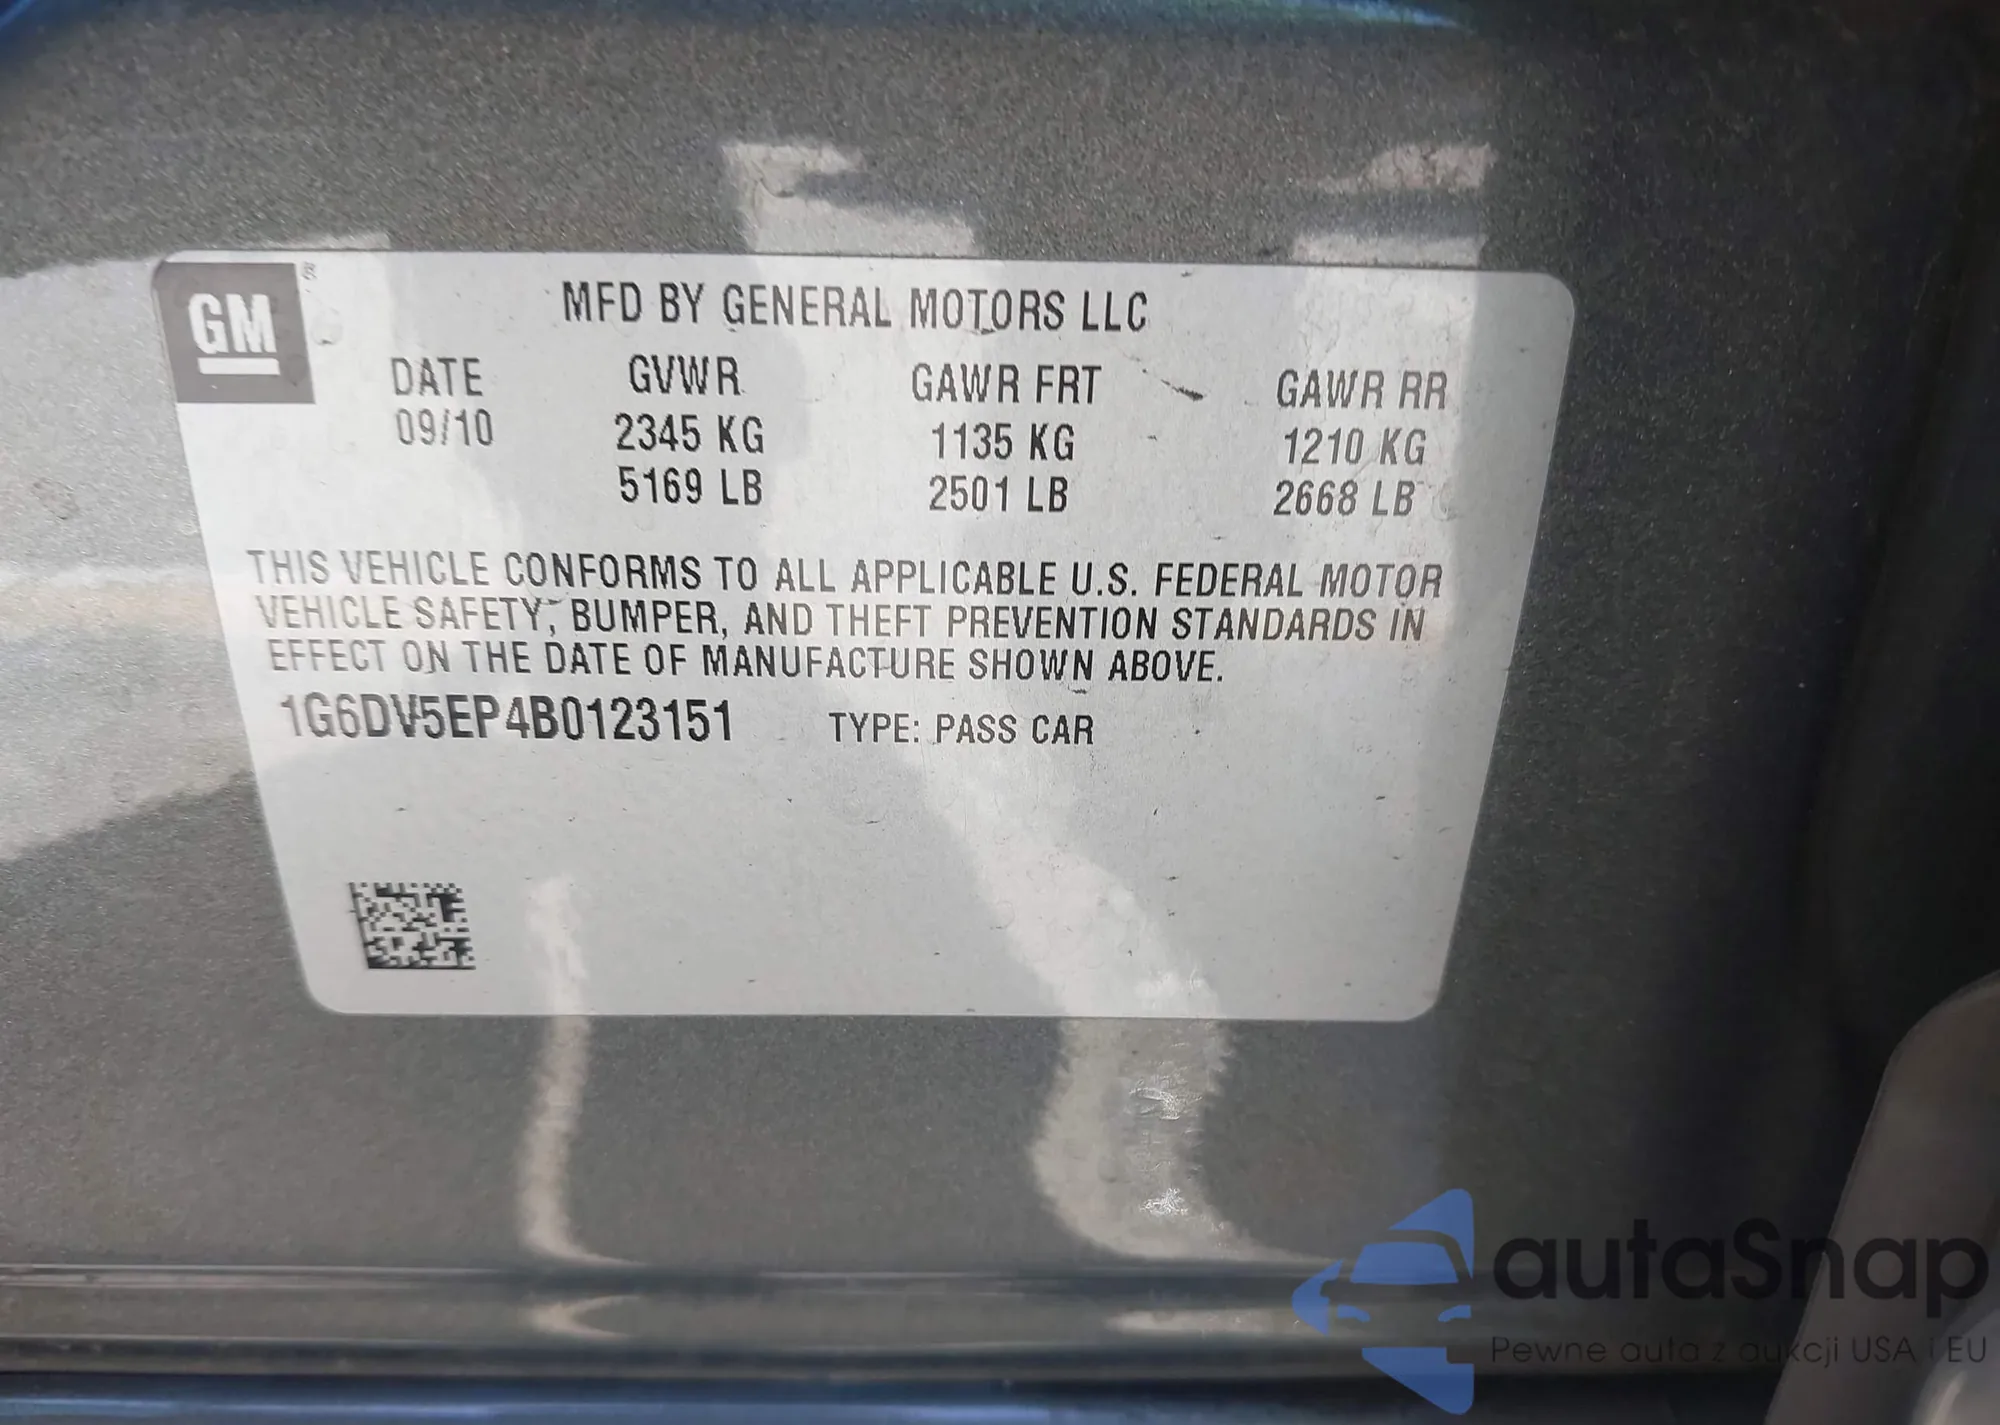 GM ®
MFD BY GENERAL MOTORS LLC
DATE GVWR GAWR FRT GAWR RR
09/10 2345 KG 1135 KG 1210 KG
5169 LB 2501 LB 2668 LB
THIS VEHICLE CONFORMS TO ALL APPLICABLE U.S. FEDERAL MOTOR
VEHICLE SAFETY, BUMPER, AND THEFT PREVENTION STANDARDS IN
EFFECT ON THE DATE OF MANUFACTURE SHOWN ABOVE.
1G6DV5EP4B0123151 TYPE: PASS CAR
autaSnap
Pewne auta z aukcji USA i EU